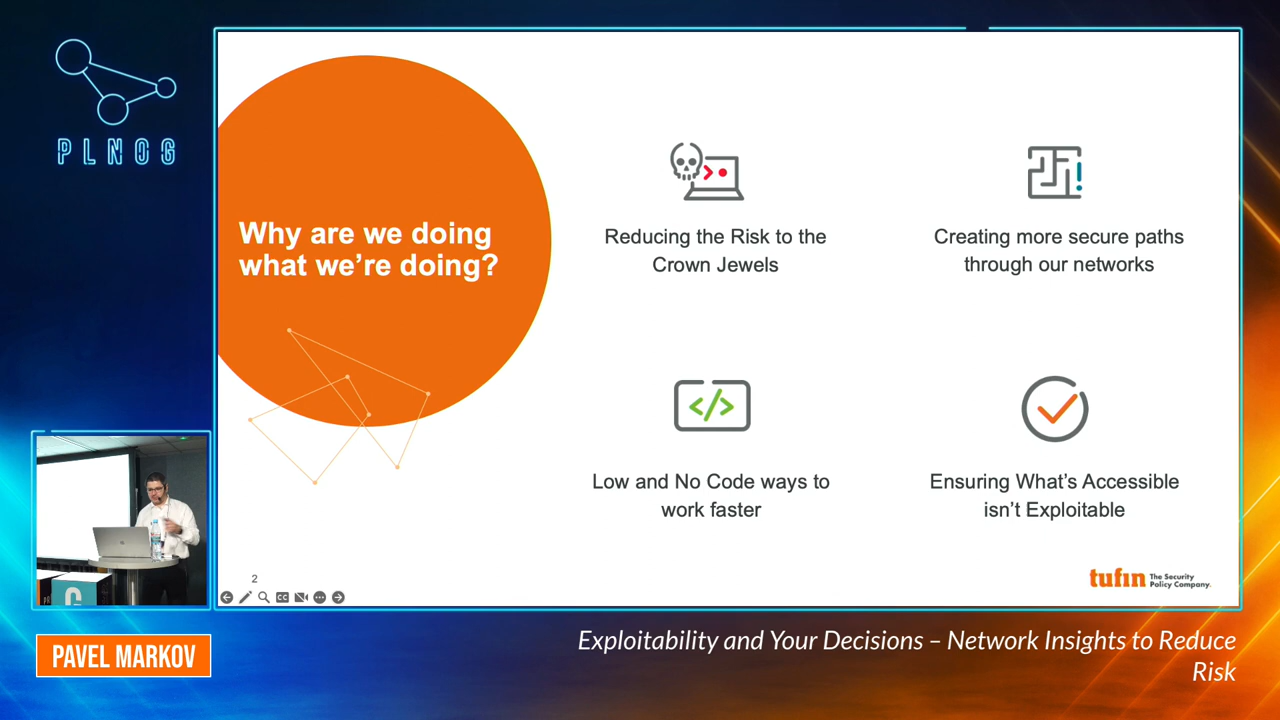 PLNOG
Why are we doing
what we're doing?
Reducing the Risk to the
Crown Jewels
Creating more secure paths
through our networks
</>
Low and No Code ways to
work faster
Ensuring What's Accessible
isn't Exploitable
2
CC
tufin The Security
Policy Company.
G
PAVEL MARKOV
Exploitability and Your Decisions – Network Insights to Reduce
Risk